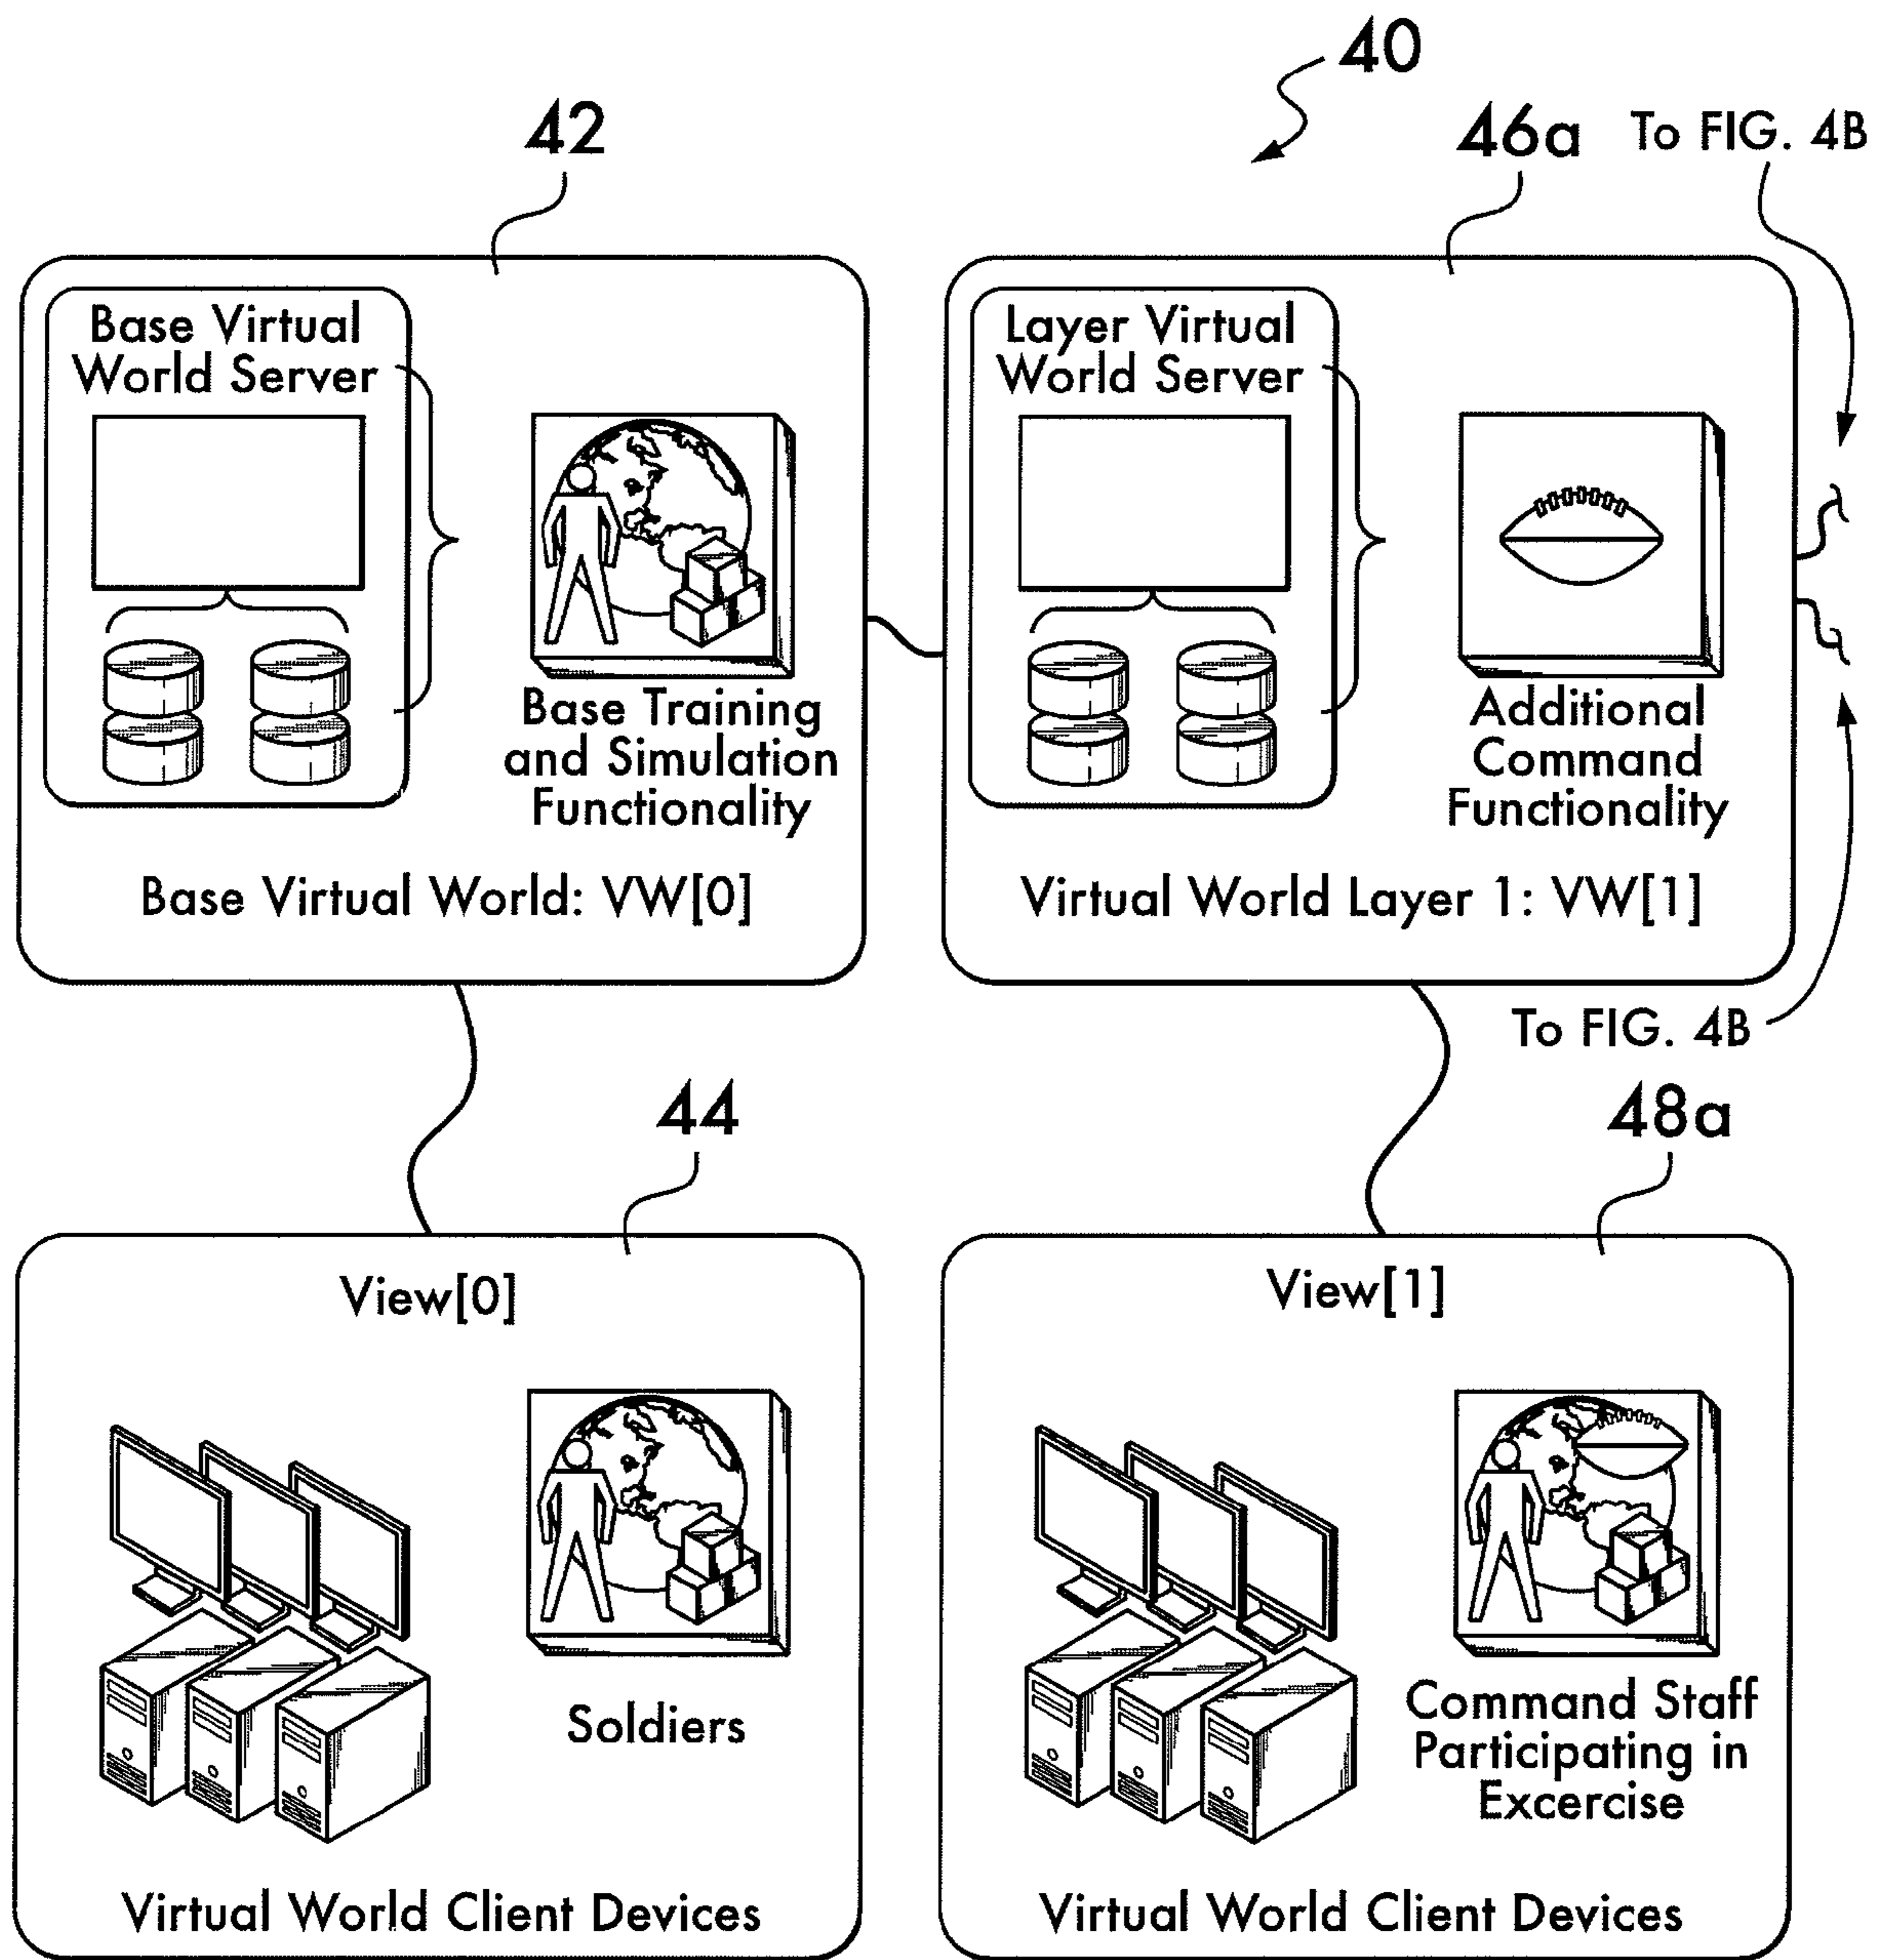 40
42
46a
To FIG. 4B
Base Virtual
World Server
Base Training
and Simulation
Functionality
Base Virtual World: VW[0]
Layer Virtual
World Server
Additional
Command
Functionality
Virtual World Layer 1: VW[1]
To FIG. 4B
44
48a
View[0]
Soldiers
Virtual World Client Devices
View[1]
Command Staff
Participating in
Excercise
Virtual World Client Devices